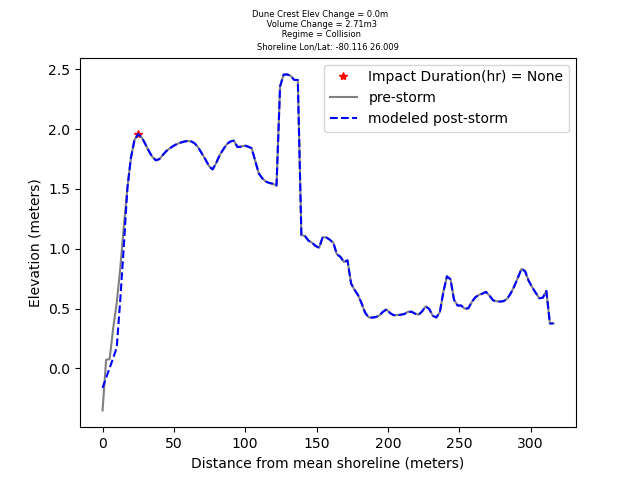 Dune Crest Elev Change = 0.0m
Volume Change = 2.71m3
Regime = Collision
Shoreline Lon/Lat: -80.116 26.009
Impact Duration(hr) = None
pre-storm
modeled post-storm
2.5
2.0
1.5
1.0
0.5
0.0
Elevation (meters)
0 50 100 150 200 250 300
Distance from mean shoreline (meters)